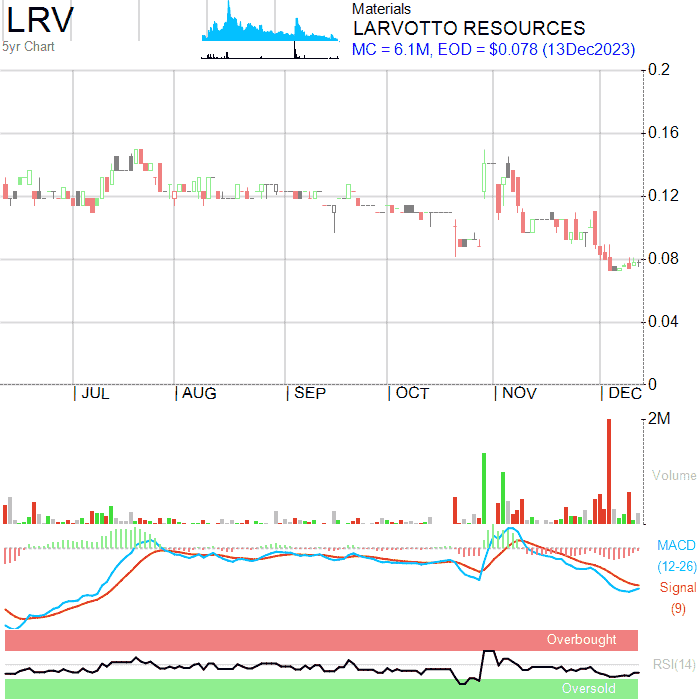 LRV
5yr Chart
Materials
LARVOTTO RESOURCES
MC = 6.1M, EOD = $0.078 (13Dec2023)
0.2
0.16
0.12
0.08
0.04
0
JUL AUG SEP OCT NOV DEC
2M
Volume
MACD
(12-26)
Signal
(9)
Overbought
RSI(14)
Oversold